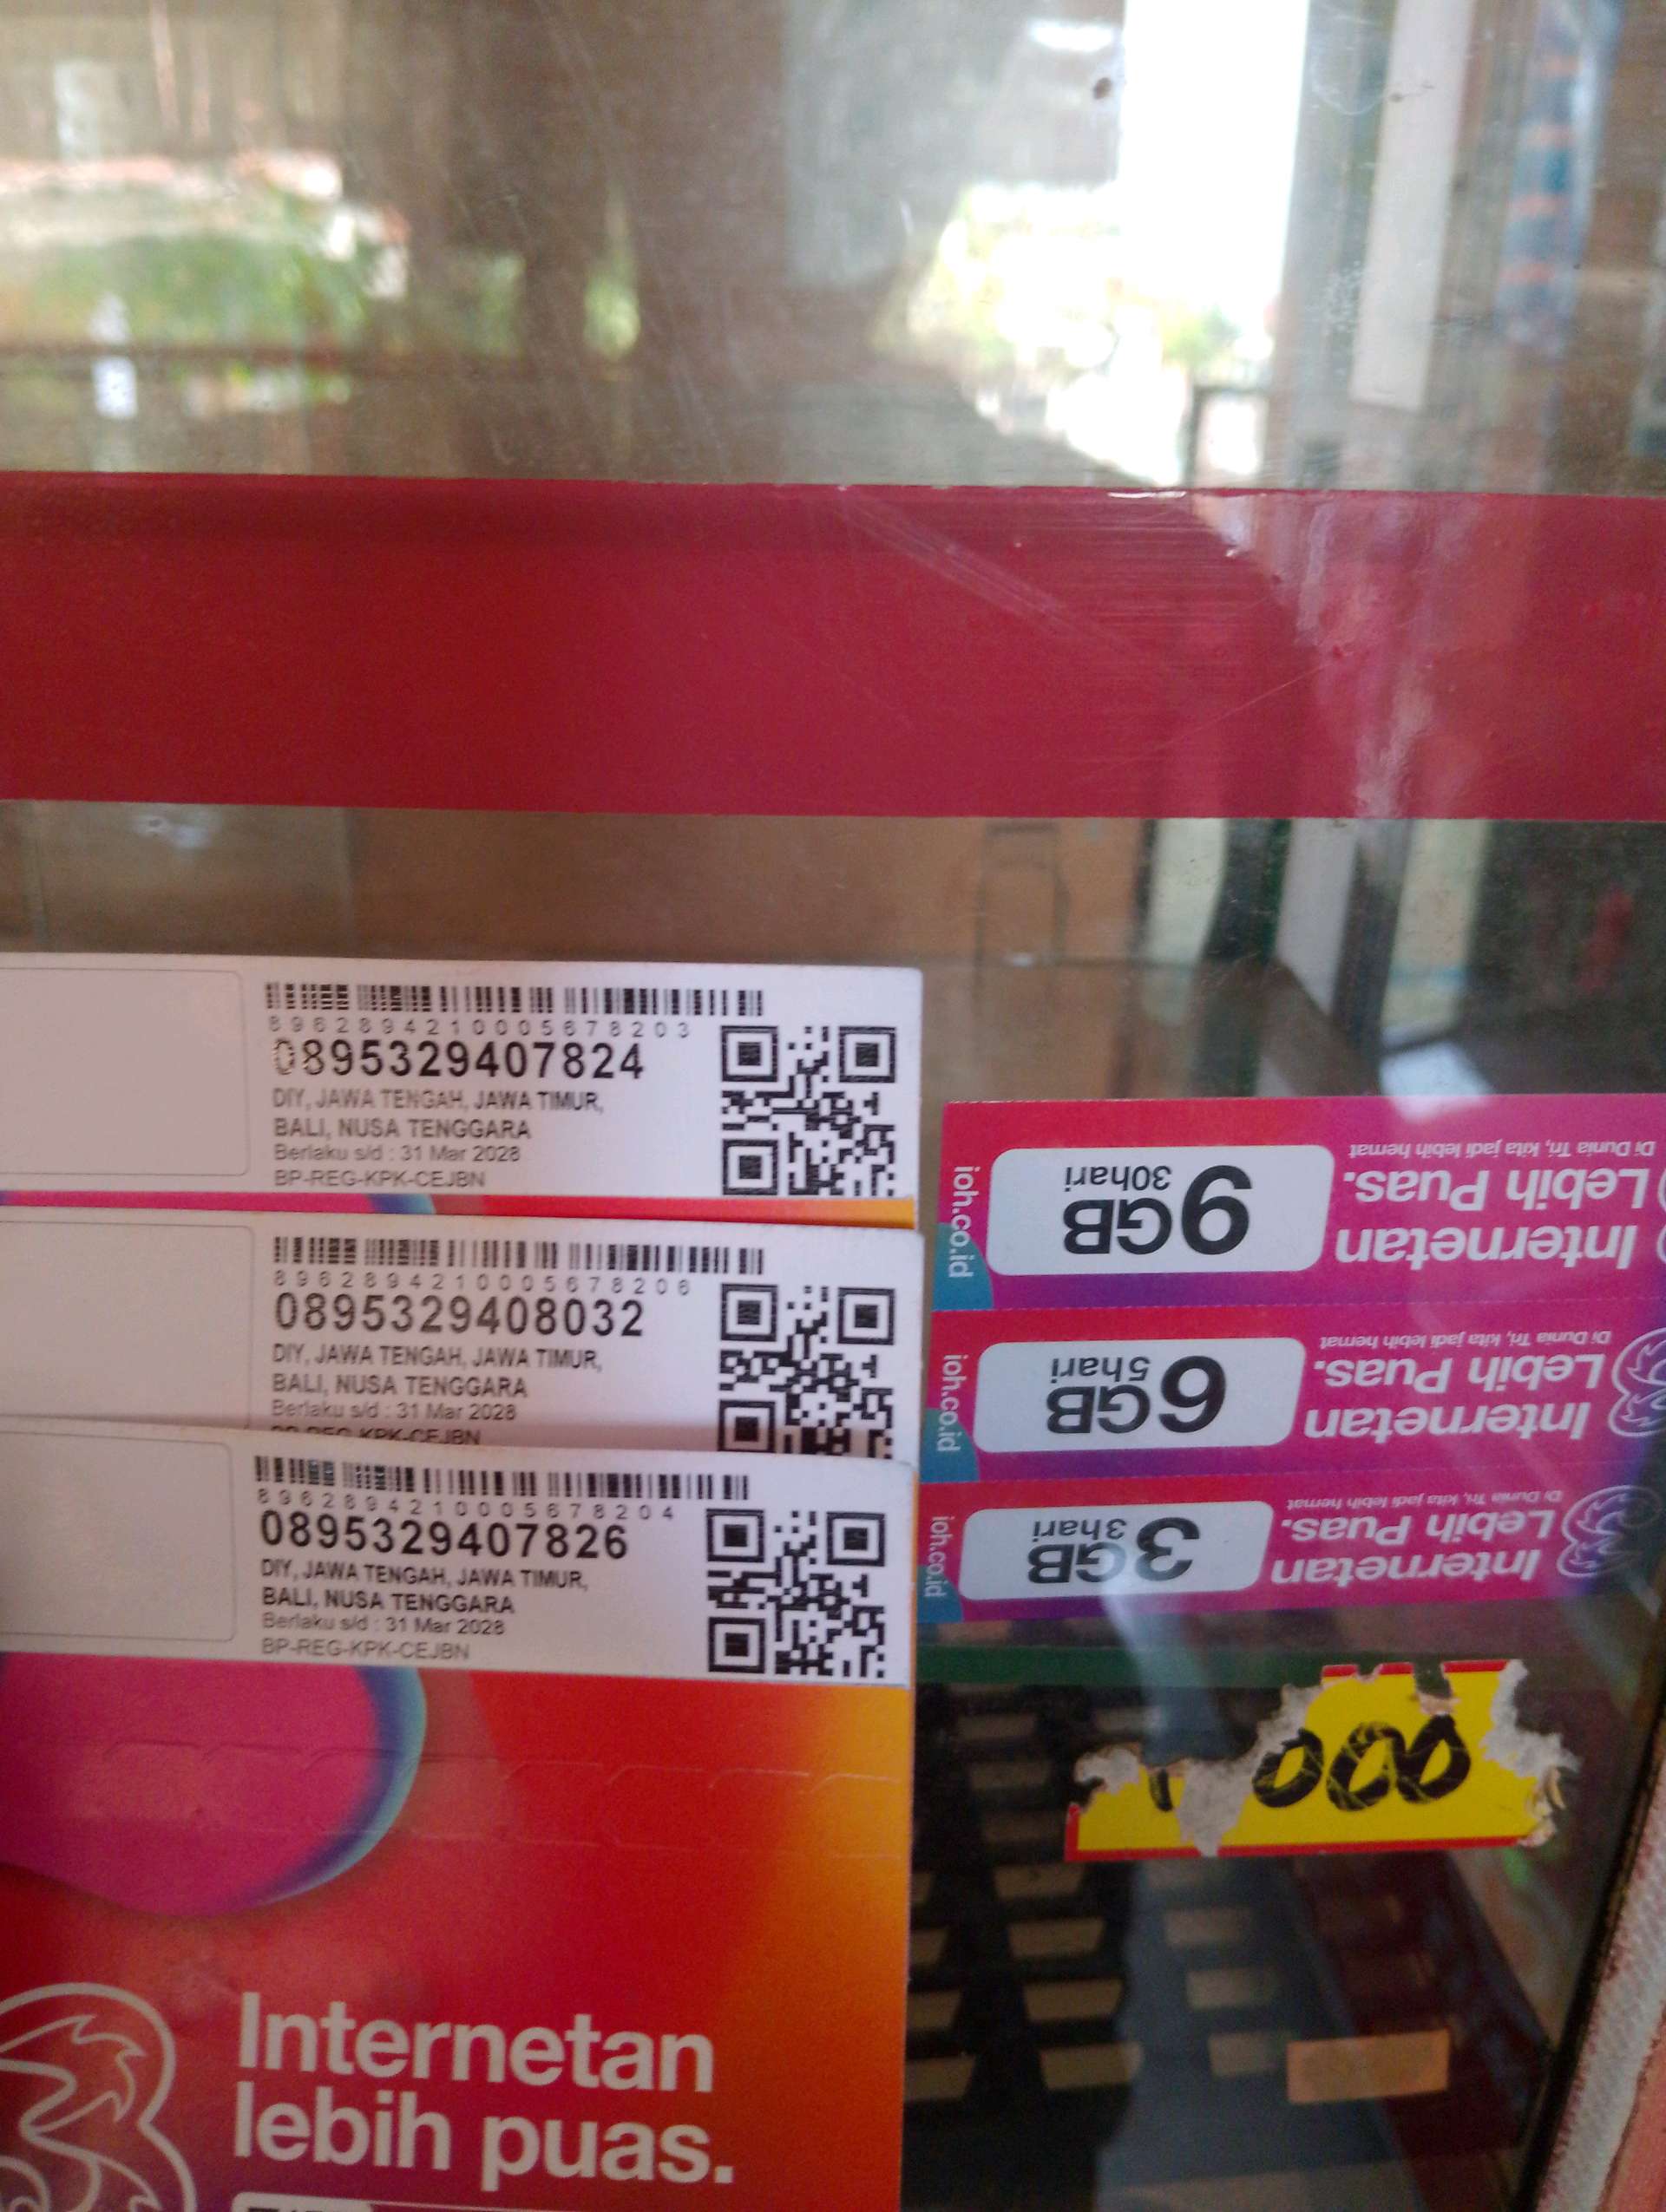 8962894210005678203
0895329407824
DIY, JAWA TENGAH, JAWA TIMUR,
BALI, NUSA TENGGARA
Berlaku s/d : 31 Mar 2028
BP-REG-KPK-CEJBN
8962894210005678206
0895329408032
DIY, JAWA TENGAH, JAWA TIMUR,
BALI, NUSA TENGGARA
Berlaku s/d : 31 Mar 2028
BP-REG-KPK-CEJBN
8962894210005678204
0895329407826
DIY, JAWA TENGAH, JAWA TIMUR,
BALI, NUSA TENGGARA
Berlaku s/d : 31 Mar 2028
BP-REG-KPK-CEJBN
Internetan
lebih puas.
Internetan
Lebih Puas.
Di Dunia Tri, kita jadi lebih hemat
9GB
30hari
ioh.co.id
Internetan
Lebih Puas.
Di Dunia Tri, kita jadi lebih hemat
6GB
5hari
ioh.co.id
Internetan
Lebih Puas.
Di Dunia Tri, kita jadi lebih hemat
3GB
3hari
ioh.co.id
000